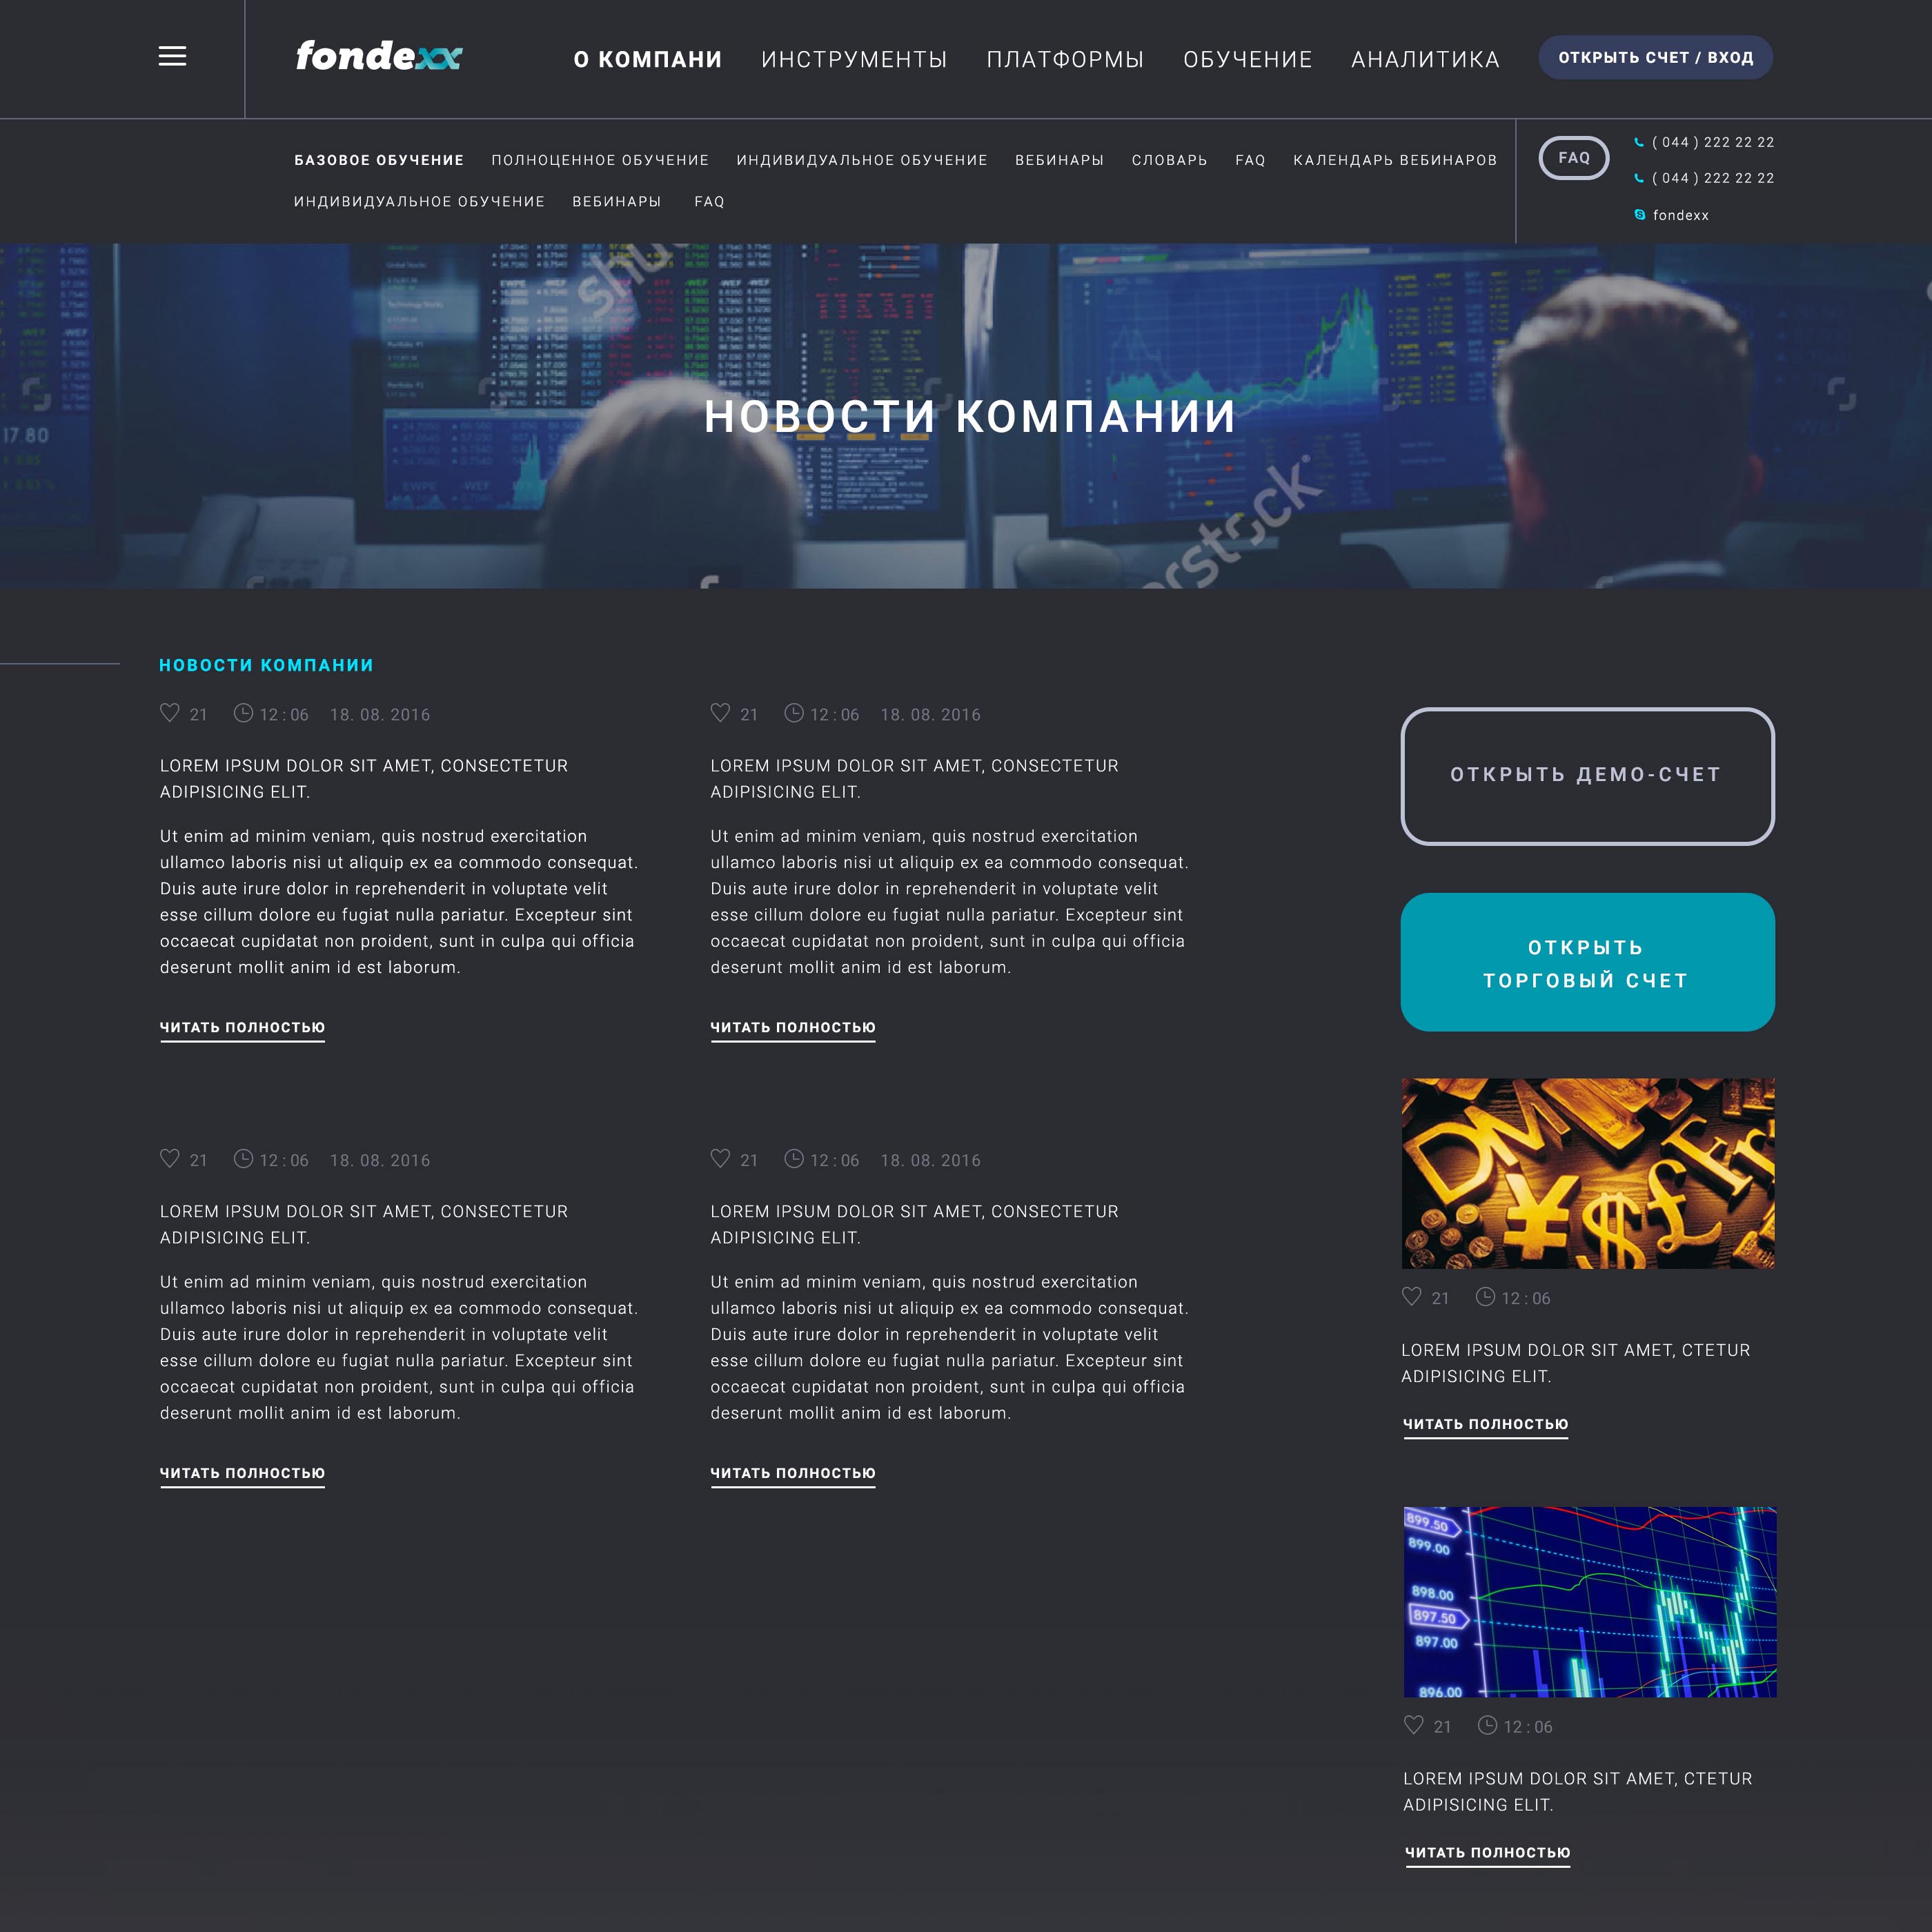 fondexx
О КОМПАНИ ИНСТРУМЕНТЫ ПЛАТФОРМЫ ОБУЧЕНИЕ АНАЛИТИКА ОТКРЫТЬ СЧЕТ / ВХОД
БАЗОВОЕ ОБУЧЕНИЕ ПОЛНОЦЕННОЕ ОБУЧЕНИЕ ИНДИВИДУАЛЬНОЕ ОБУЧЕНИЕ ВЕБИНАРЫ СЛОВАРЬ FAQ КАЛЕНДАРЬ ВЕБИНАРОВ
ИНДИВИДУАЛЬНОЕ ОБУЧЕНИЕ ВЕБИНАРЫ FAQ
FAQ
( 044 ) 222 22 22
( 044 ) 222 22 22
fondexx
17.80
НОВОСТИ КОМПАНИИ
НОВОСТИ КОМПАНИИ
21 12 : 06 18. 08. 2016
LOREM IPSUM DOLOR SIT AMET, CONSECTETUR
ADIPISICING ELIT.
Ut enim ad minim veniam, quis nostrud exercitation
ullamco laboris nisi ut aliquip ex ea commodo consequat.
Duis aute irure dolor in reprehenderit in voluptate velit
esse cillum dolore eu fugiat nulla pariatur. Excepteur sint
occaecat cupidatat non proident, sunt in culpa qui officia
deserunt mollit anim id est laborum.
ЧИТАТЬ ПОЛНОСТЬЮ
21 12 : 06 18. 08. 2016
LOREM IPSUM DOLOR SIT AMET, CONSECTETUR
ADIPISICING ELIT.
Ut enim ad minim veniam, quis nostrud exercitation
ullamco laboris nisi ut aliquip ex ea commodo consequat.
Duis aute irure dolor in reprehenderit in voluptate velit
esse cillum dolore eu fugiat nulla pariatur. Excepteur sint
occaecat cupidatat non proident, sunt in culpa qui officia
deserunt mollit anim id est laborum.
ЧИТАТЬ ПОЛНОСТЬЮ
21 12 : 06 18. 08. 2016
LOREM IPSUM DOLOR SIT AMET, CONSECTETUR
ADIPISICING ELIT.
Ut enim ad minim veniam, quis nostrud exercitation
ullamco laboris nisi ut aliquip ex ea commodo consequat.
Duis aute irure dolor in reprehenderit in voluptate velit
esse cillum dolore eu fugiat nulla pariatur. Excepteur sint
occaecat cupidatat non proident, sunt in culpa qui officia
deserunt mollit anim id est laborum.
ЧИТАТЬ ПОЛНОСТЬЮ
21 12 : 06 18. 08. 2016
LOREM IPSUM DOLOR SIT AMET, CONSECTETUR
ADIPISICING ELIT.
Ut enim ad minim veniam, quis nostrud exercitation
ullamco laboris nisi ut aliquip ex ea commodo consequat.
Duis aute irure dolor in reprehenderit in voluptate velit
esse cillum dolore eu fugiat nulla pariatur. Excepteur sint
occaecat cupidatat non proident, sunt in culpa qui officia
deserunt mollit anim id est laborum.
ЧИТАТЬ ПОЛНОСТЬЮ
ОТКРЫТЬ ДЕМО-СЧЕТ
ОТКРЫТЬ
ТОРГОВЫЙ СЧЕТ
DM Fr
¥ $ £
21 12 : 06
LOREM IPSUM DOLOR SIT AMET, CTETUR
ADIPISICING ELIT.
ЧИТАТЬ ПОЛНОСТЬЮ
899.50
899.00
898.00
897.50
897.00
896.00
21 12 : 06
LOREM IPSUM DOLOR SIT AMET, CTETUR
ADIPISICING ELIT.
ЧИТАТЬ ПОЛНОСТЬЮ